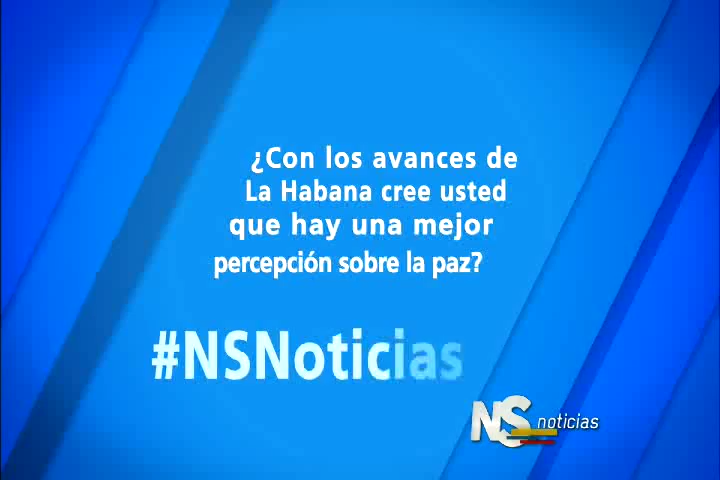 ¿Con los avances de
La Habana cree usted
que hay una mejor
percepción sobre la paz?
#NSNoticias
NS noticias